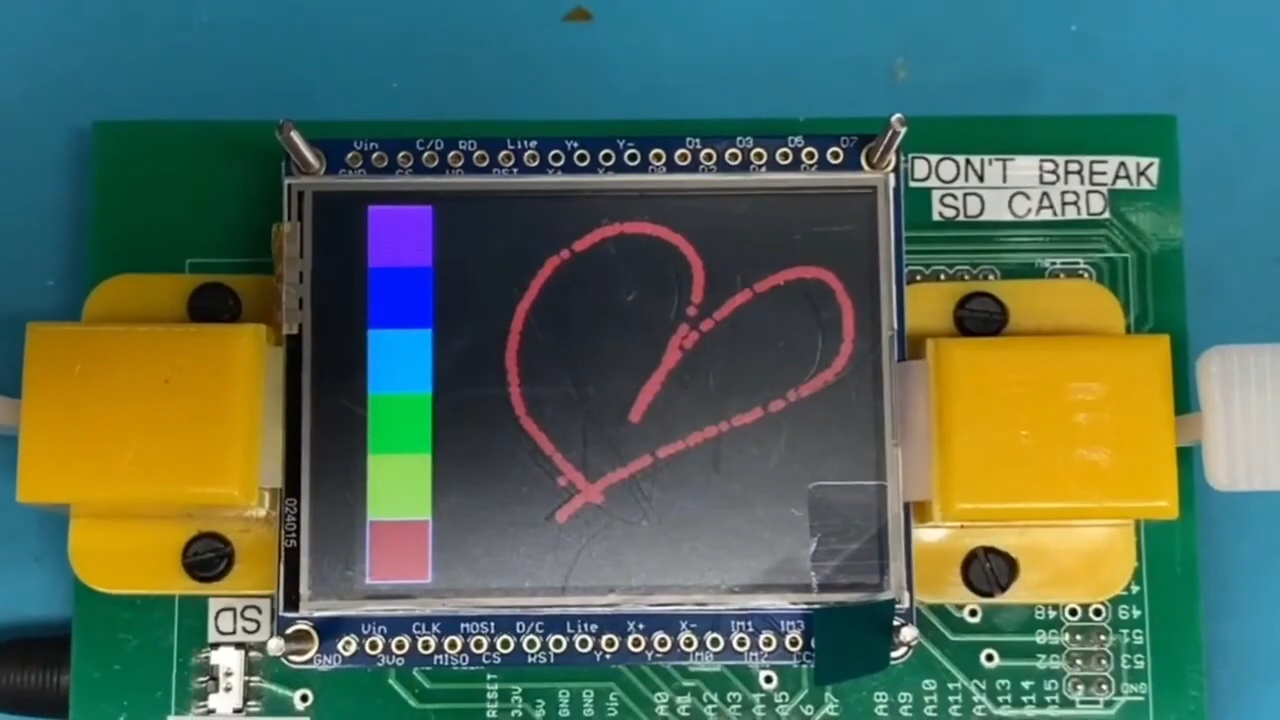 Vin C/D RD Lite Y+ Y- D1 D3 D5 D7
DON'T BREAK
SD CARD
024015
SD
Vin CLK MOSI D/C Lite X+ X- IM1 IM3
GND 3Vo MISO CS RST Y+ Y- IM0 IM2
RESET 3.3V 5V GND GND Vin A0 A1 A2 A3 A4 A5 6 A7 A8 A9 A10 A11 A12 A13 A14 A15
48 49
50 51
52 53
GND